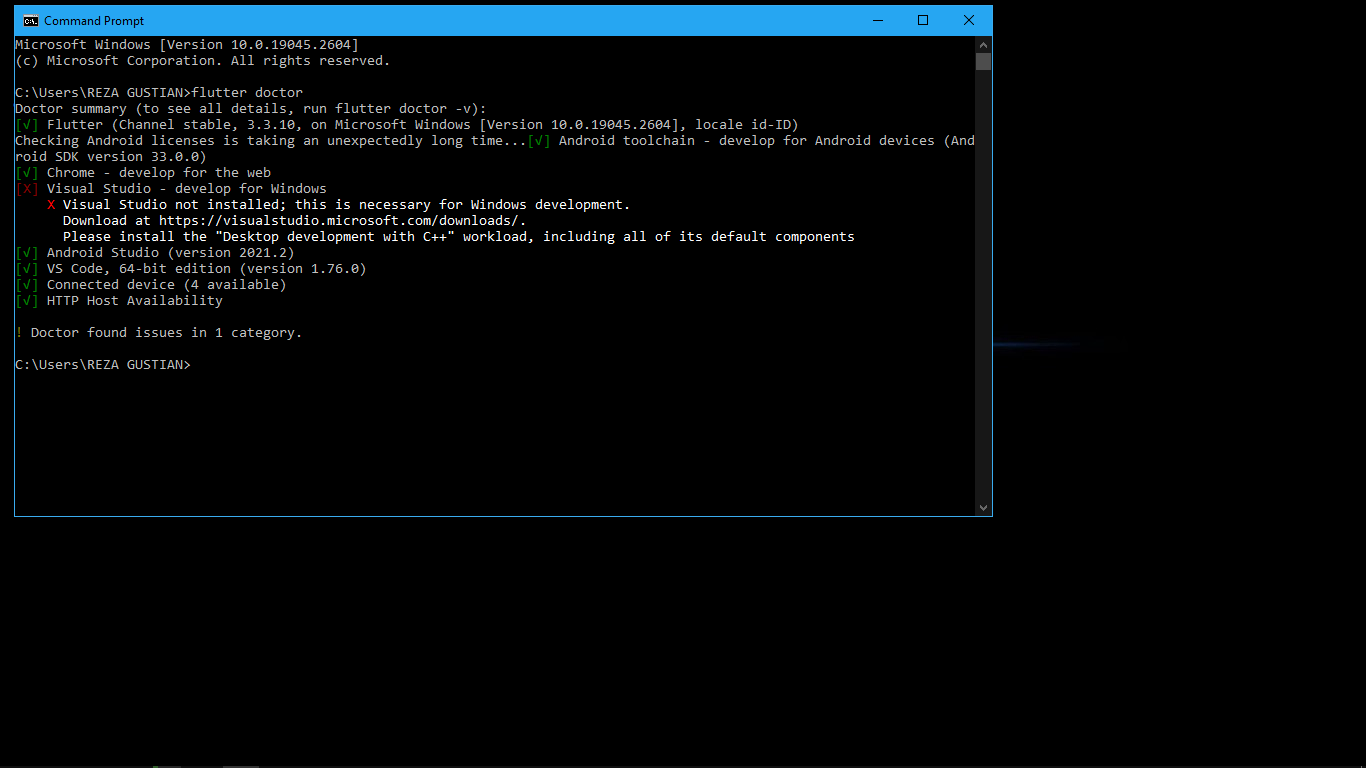 Command Prompt
Microsoft Windows [Version 10.0.19045.2604]
(c) Microsoft Corporation. All rights reserved.
C:\Users\REZA GUSTIAN>flutter doctor
Doctor summary (to see all details, run flutter doctor -v):
[√] Flutter (Channel stable, 3.3.10, on Microsoft Windows [Version 10.0.19045.2604], locale id-ID)
Checking Android licenses is taking an unexpectedly long time...[√] Android toolchain - develop for Android devices (And
roid SDK version 33.0.0)
[√] Chrome - develop for the web
[X] Visual Studio - develop for Windows
X Visual Studio not installed; this is necessary for Windows development.
Download at https://visualstudio.microsoft.com/downloads/.
Please install the "Desktop development with C++" workload, including all of its default components
[√] Android Studio (version 2021.2)
[√] VS Code, 64-bit edition (version 1.76.0)
[√] Connected device (4 available)
[√] HTTP Host Availability
! Doctor found issues in 1 category.
C:\Users\REZA GUSTIAN>